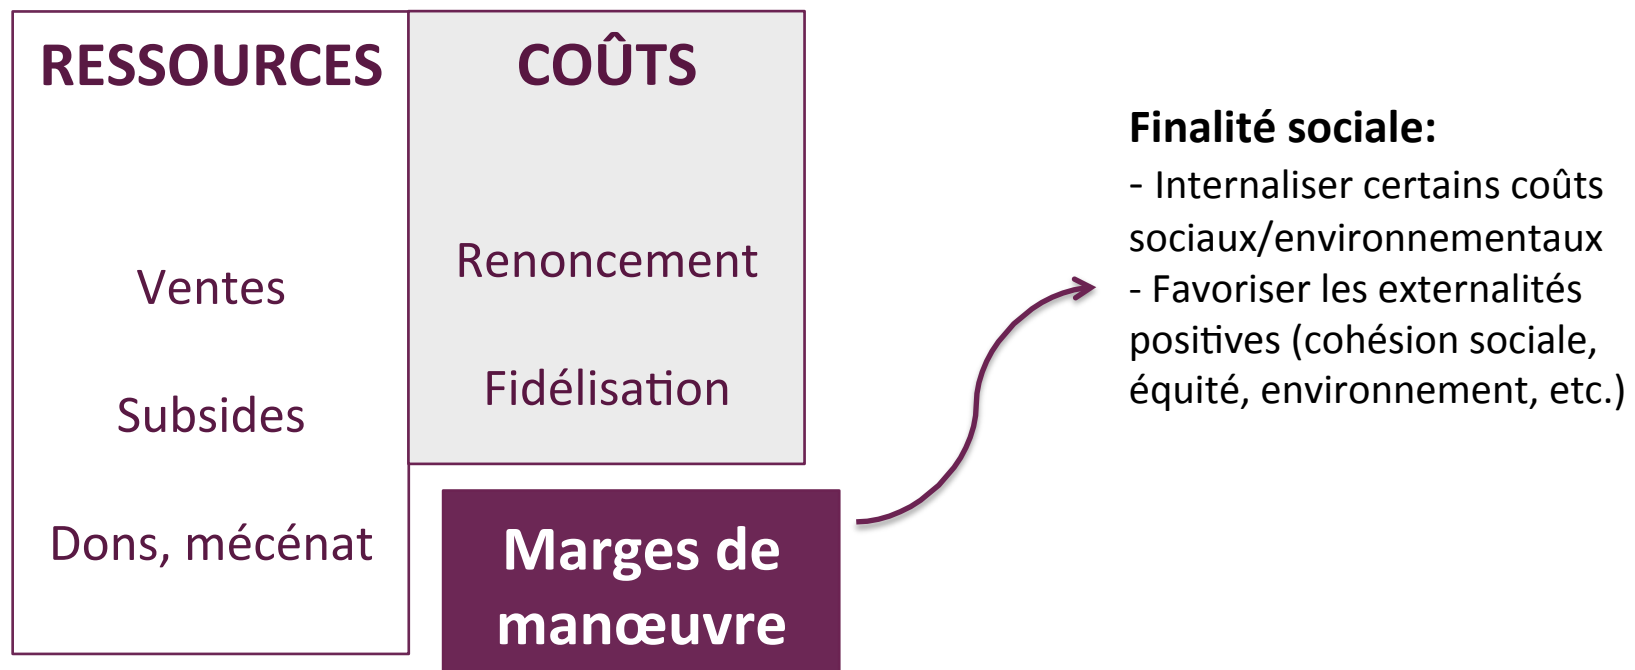 RESSOURCES
Ventes
Subsides
Dons, mécénat
COÛTS
Renoncement
Fidélisation
Marges de
manœuvre
Finalité sociale:
- Internaliser certains coûts
sociaux/environnementaux
- Favoriser les externalités
positives (cohésion sociale,
équité, environnement, etc.)